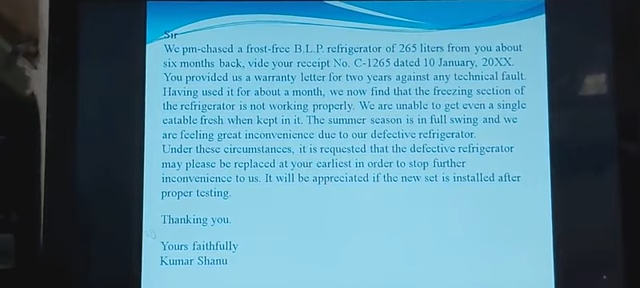 Sir
We pm-chased a frost-free B.L.P. refrigerator of 265 liters from you about
six months back, vide your receipt No. C-1265 dated 10 January, 20XX.
You provided us a warranty letter for two years against any technical fault.
Having used it for about a month, we now find that the freezing section of
the refrigerator is not working properly. We are unable to get even a single
eatable fresh when kept in it. The summer season is in full swing and we
are feeling great inconvenience due to our defective refrigerator.
Under these circumstances, it is requested that the defective refrigerator
may please be replaced at your earliest in order to stop further
inconvenience to us. It will be appreciated if the new set is installed after
proper testing.
Thanking you.
Yours faithfully
Kumar Shanu